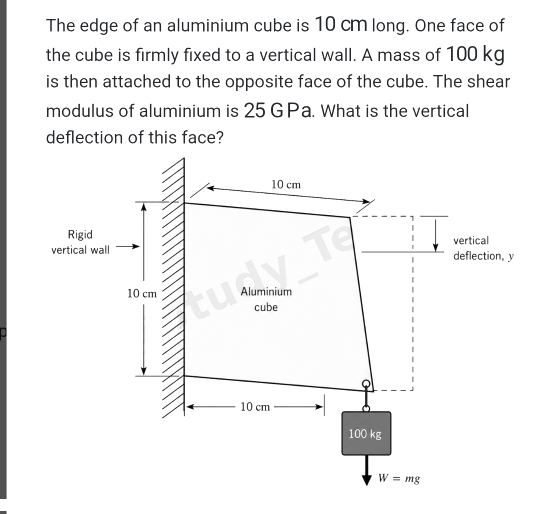 The edge of an aluminium cube is 10 cm long. One face of
the cube is firmly fixed to a vertical wall. A mass of 100 kg
is then attached to the opposite face of the cube. The shear
modulus of aluminium is 25 GPa. What is the vertical
deflection of this face?
10 cm
Rigid
vertical wall
vertical
deflection, y
10 cm
Aluminium
cube
tudy_Te
10 cm
100 kg
W = mg